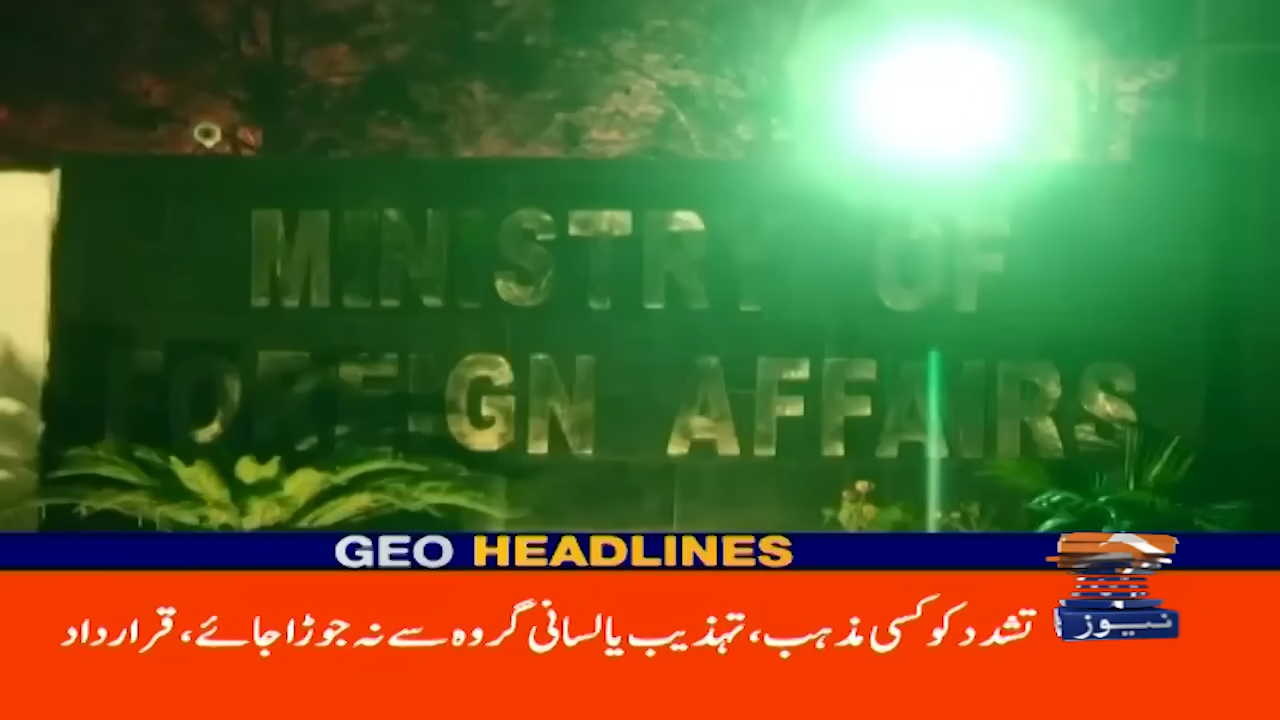 MINISTRY OF
FOREIGN AFFAIRS
GEO HEADLINES
تشدد کو کسی مذہب، تہذیب یا لسانی گروہ سے نہ جوڑا جائے، قرارداد
نیوز